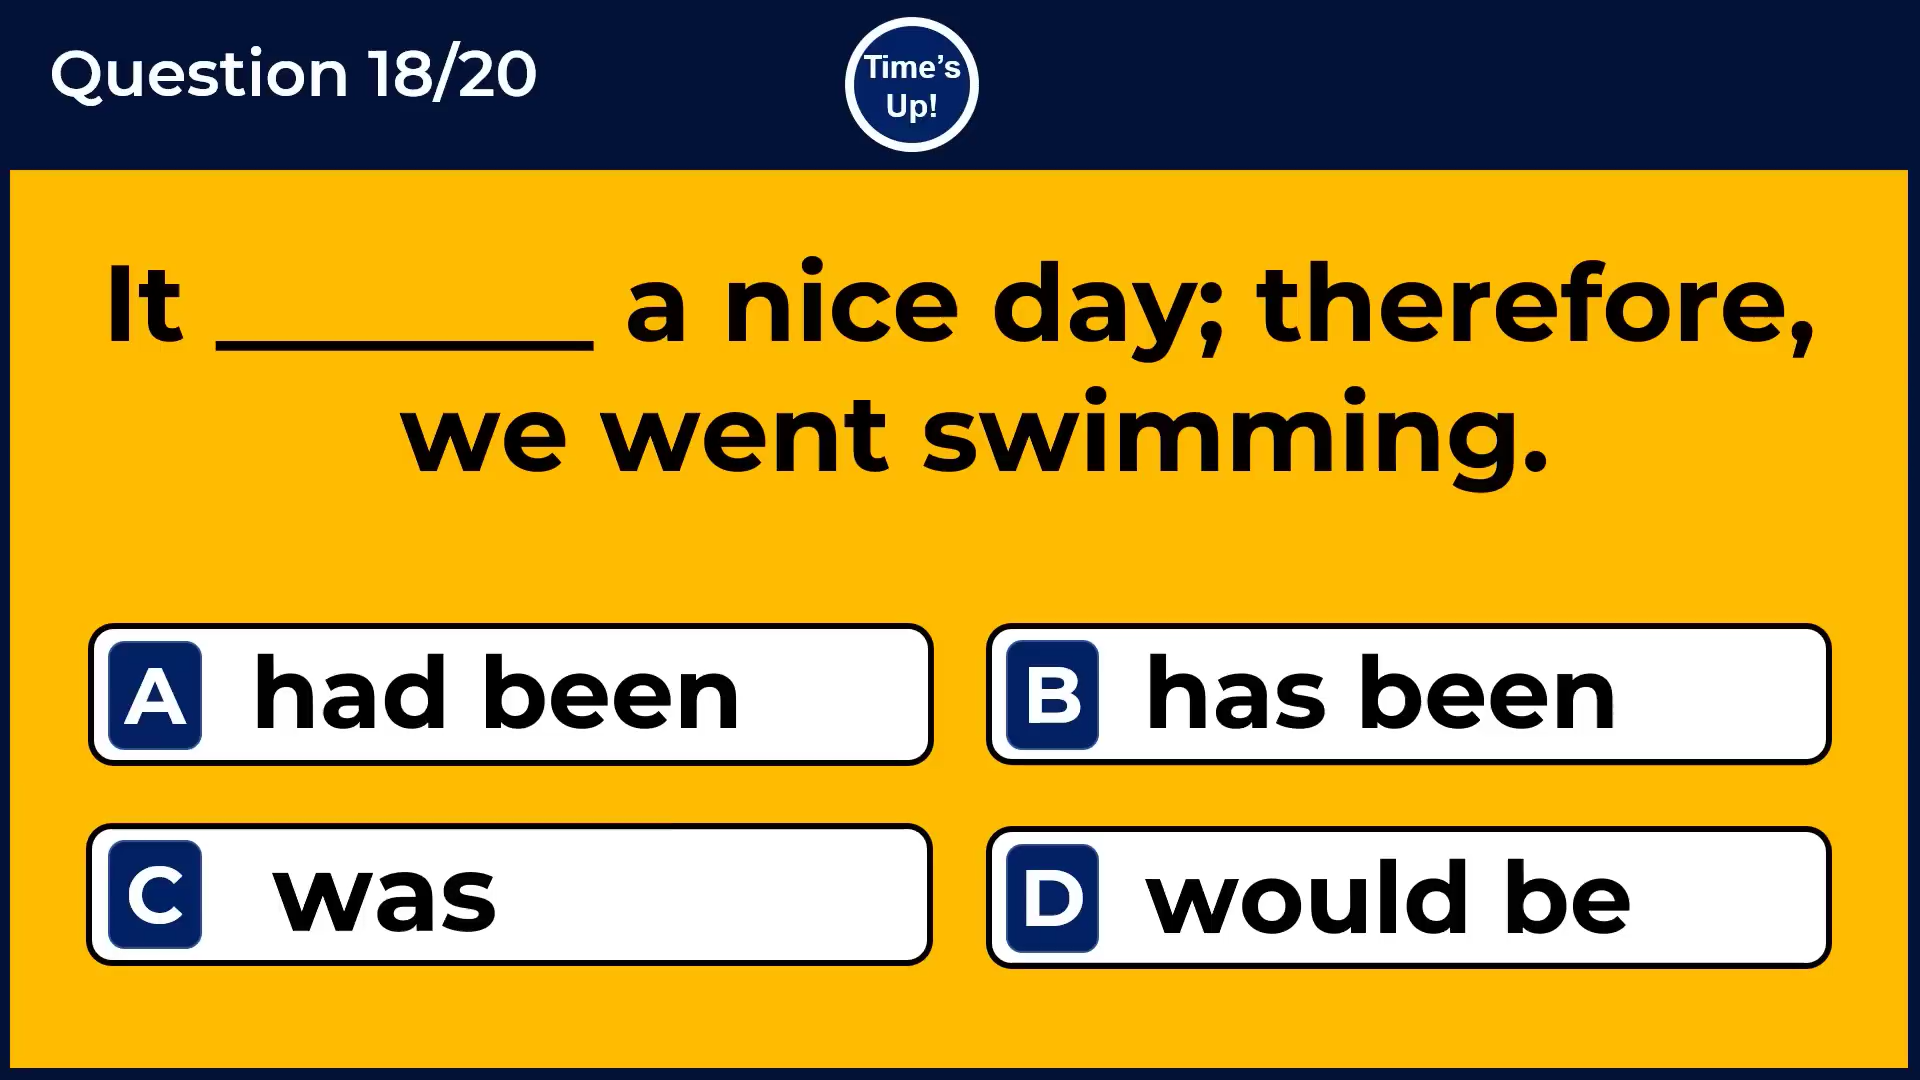 Question 18/20
Time's
Up!
It _______ a nice day; therefore,
we went swimming.
A had been
B has been
C was
D would be